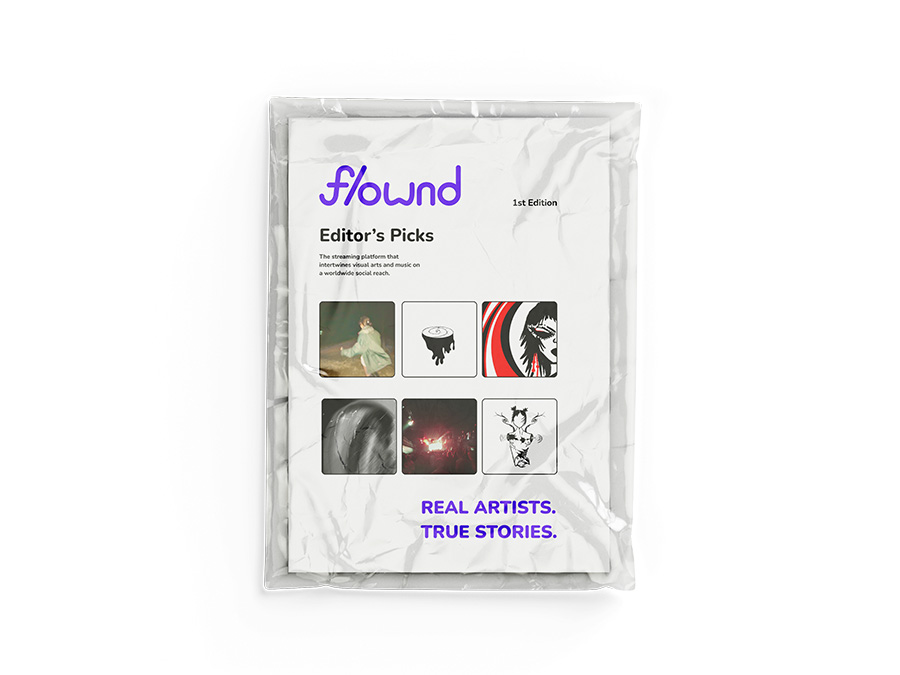 flownd
1st Edition
Editor's Picks
The streaming platform that
intertwines visual arts and music on
a worldwide social reach.
REAL ARTISTS.
TRUE STORIES.